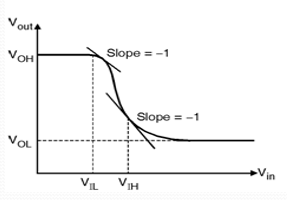 Vout
VOH
Slope = −1
Slope = −1
VOL
Vin
VIL
VIH